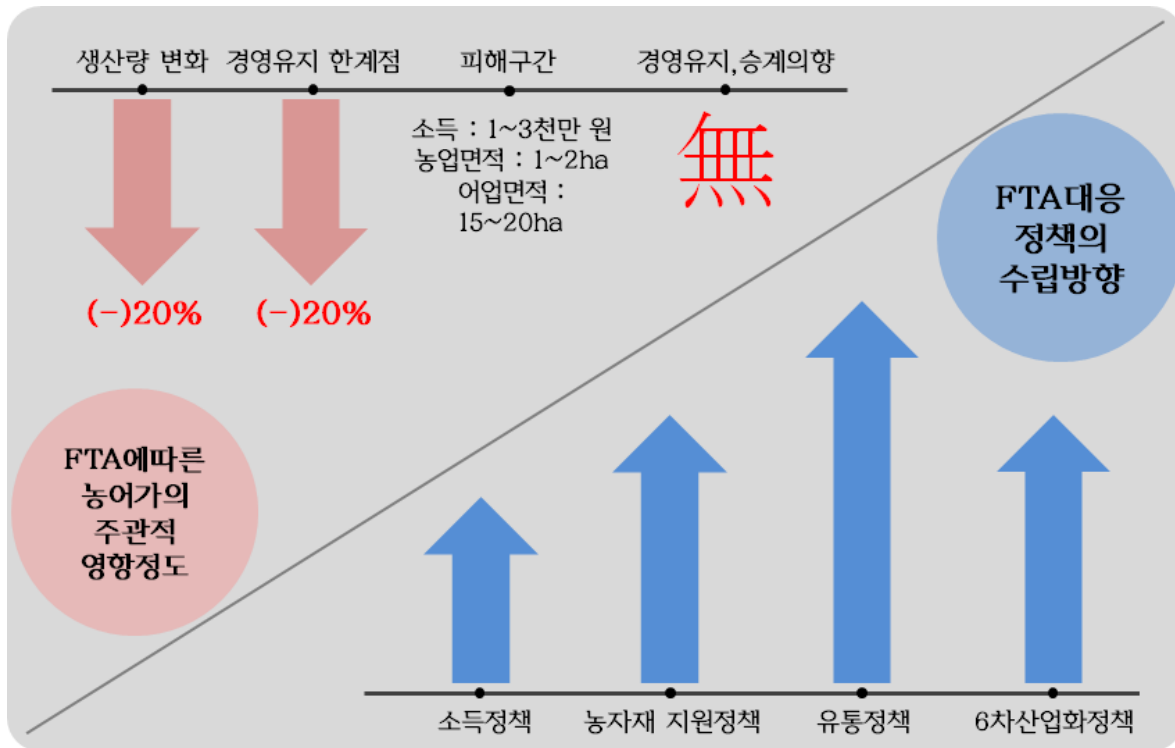 생산량 변화
경영유지 한계점
피해구간
경영유지,승계의향
소득 : 1~3천만 원
농업면적 : 1~2ha
어업면적 :
15~20ha
無
(-)20%
(-)20%
FTA대응
정책의
수립방향
FTA에따른
농어가의
주관적
영항정도
소득정책
농자재 지원정책
유통정책
6차산업화정책